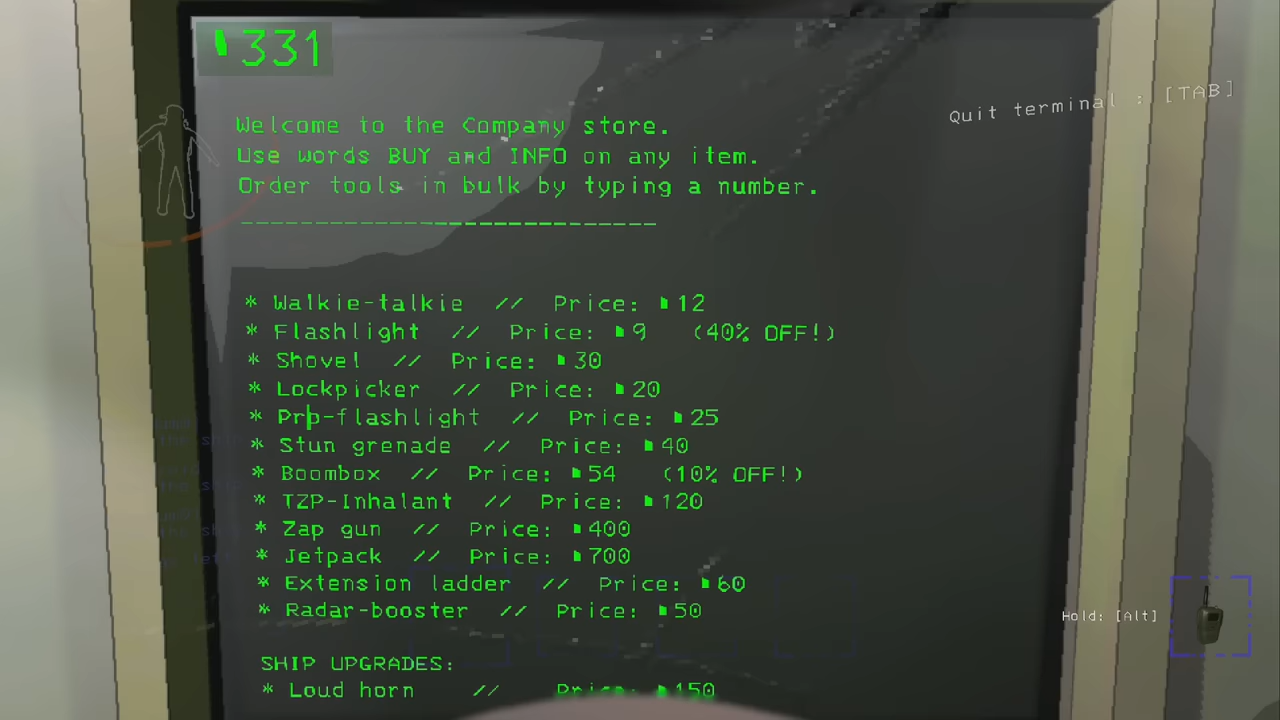 331
Quit terminal : [TAB]
Welcome to the Company store.
Use words BUY and INFO on any item.
Order tools in bulk by typing a number.
----------------------------
* Walkie-talkie // Price: ▮12
* Flashlight // Price: ▮9 (40% OFF!)
* Shovel // Price: ▮30
* Lockpicker // Price: ▮20
* Pro-flashlight // Price: ▮25
* Stun grenade // Price: ▮40
* Boombox // Price: ▮54 (10% OFF!)
* TZP-Inhalant // Price: ▮120
* Zap gun // Price: ▮400
* Jetpack // Price: ▮700
* Extension ladder // Price: ▮60
* Radar-booster // Price: ▮50
Hold: [Alt]
SHIP UPGRADES:
* Loud horn // Price: ▮150